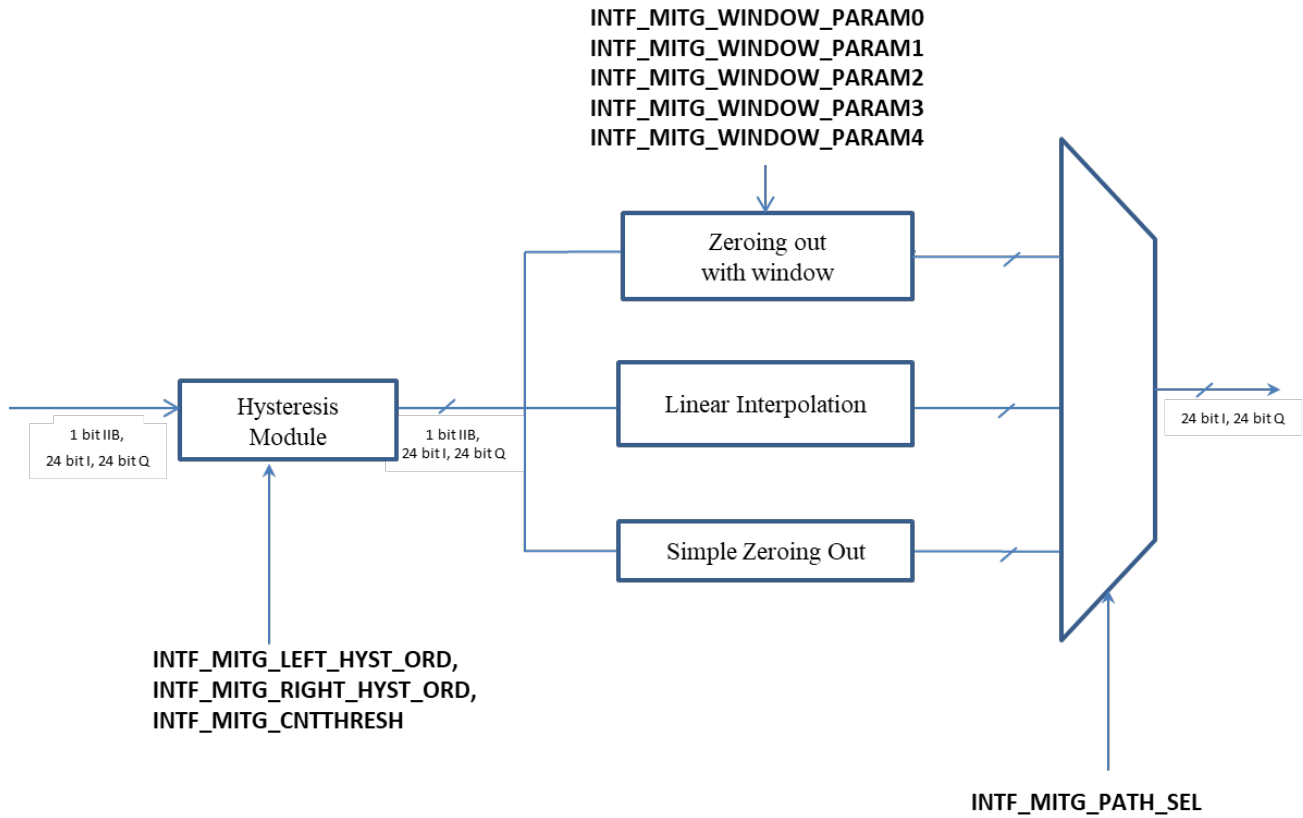 INTF_MITG_WINDOW_PARAM0
INTF_MITG_WINDOW_PARAM1
INTF_MITG_WINDOW_PARAM2
INTF_MITG_WINDOW_PARAM3
INTF_MITG_WINDOW_PARAM4
Zeroing out
with window
Hysteresis
Module
Linear Interpolation
1 bit IIB,
24 bit I, 24 bit Q
1 bit IIB,
24 bit I, 24 bit Q
24 bit I, 24 bit Q
Simple Zeroing Out
INTF_MITG_LEFT_HYST_ORD,
INTF_MITG_RIGHT_HYST_ORD,
INTF_MITG_CNTTHRESH
INTF_MITG_PATH_SEL